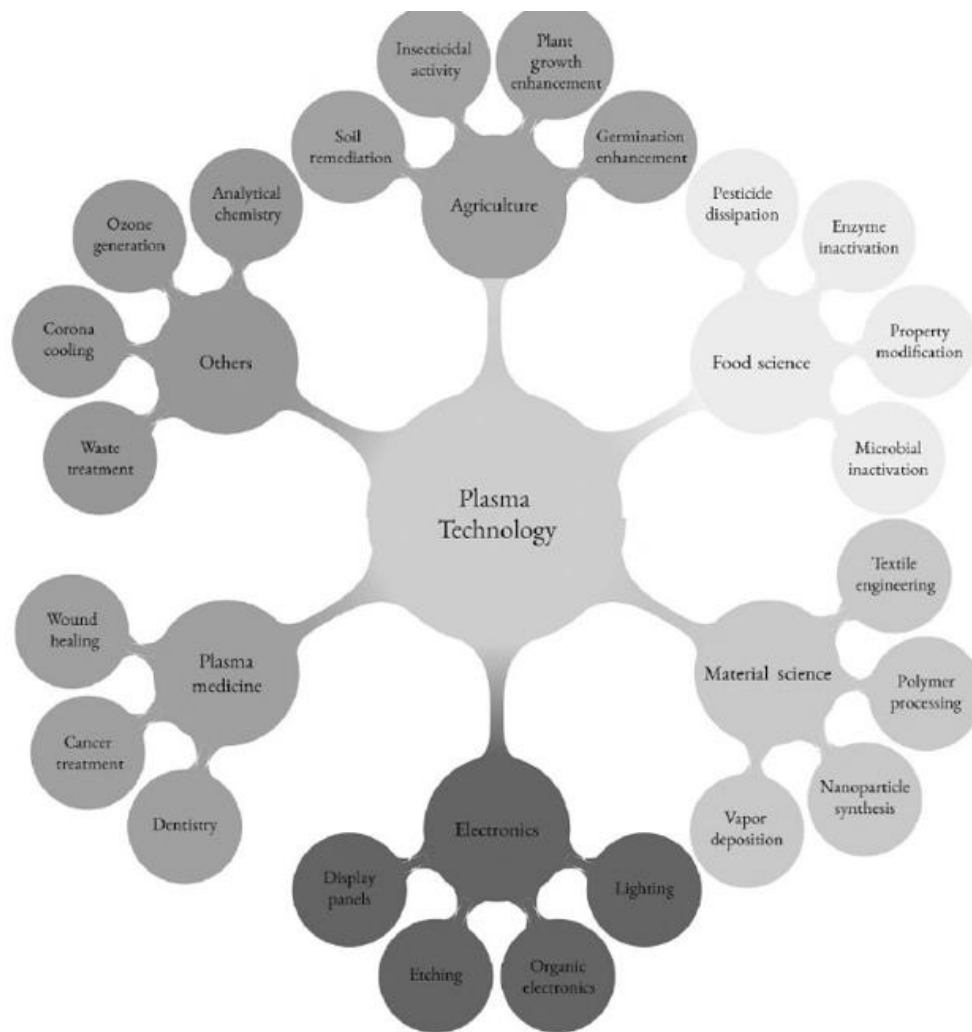 Plasma
Technology
Agriculture
Soil
remediation
Insecticidal
activity
Plant
growth
enhancement
Germination
enhancement
Food science
Pesticide
dissipation
Enzyme
inactivation
Property
modification
Microbial
inactivation
Material science
Textile
engineering
Polymer
processing
Nanoparticle
synthesis
Vapor
deposition
Electronics
Lighting
Organic
electronics
Etching
Display
panels
Plasma
medicine
Dentistry
Cancer
treatment
Wound
healing
Others
Waste
treatment
Corona
cooling
Ozone
generation
Analytical
chemistry